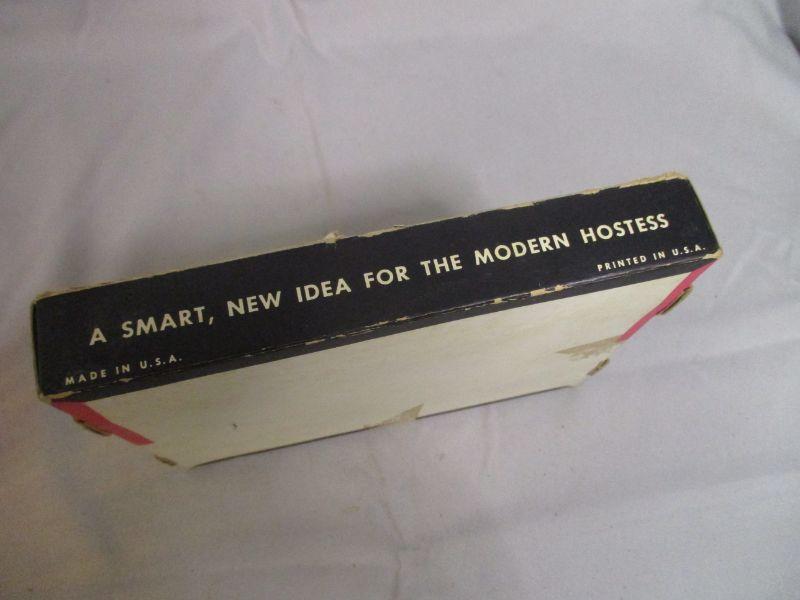 A SMART, NEW IDEA FOR THE MODERN HOSTESS
MADE IN U.S.A.
PRINTED IN U.S.A.